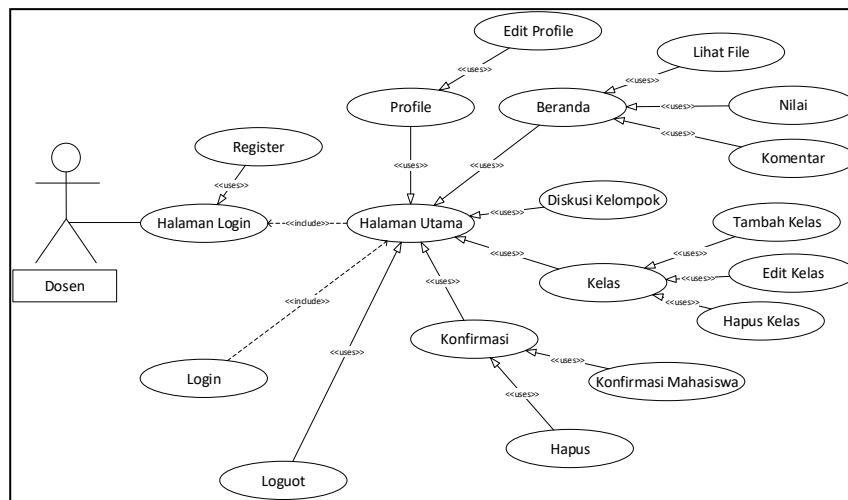 Edit Profile
Lihat File
<<uses>>
<<uses>>
Profile
Beranda
<<uses>>
Nilai
Register
<<uses>>
Komentar
<<uses>>
<<uses>>
<<uses>>
Diskusi Kelompok
<<uses>>
Tambah Kelas
Halaman Login
<<include>>
Halaman Utama
<<uses>>
<<uses>>
Kelas
<<uses>>
Edit Kelas
Dosen
<<uses>>
<<uses>>
Hapus Kelas
<<include>>
Konfirmasi
<<uses>>
<<uses>>
Konfirmasi Mahasiswa
Login
<<uses>>
Hapus
Loguot